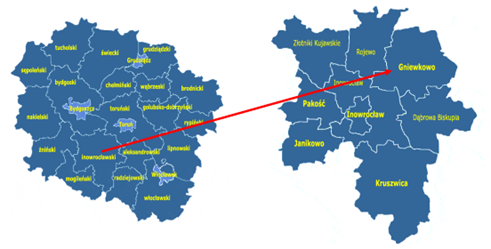 tucholski
świecki
grudziądzki
Grudziądz
sępoleński
bydgoski
chełmiński
wąbrzeski
brodnicki
Bydgoszcz
toruński
golubsko-dobrzyński
nakielski
Toruń
rypiński
żniński
inowrocławski
aleksandrowski
lipnowski
mogileński
radziejowski
Włocławek
włocławski
Złotniki Kujawskie
Rojewo
Gniewkowo
Inowrocław
Pakość
Inowrocław
Dąbrowa Biskupia
Janikowo
Kruszwica